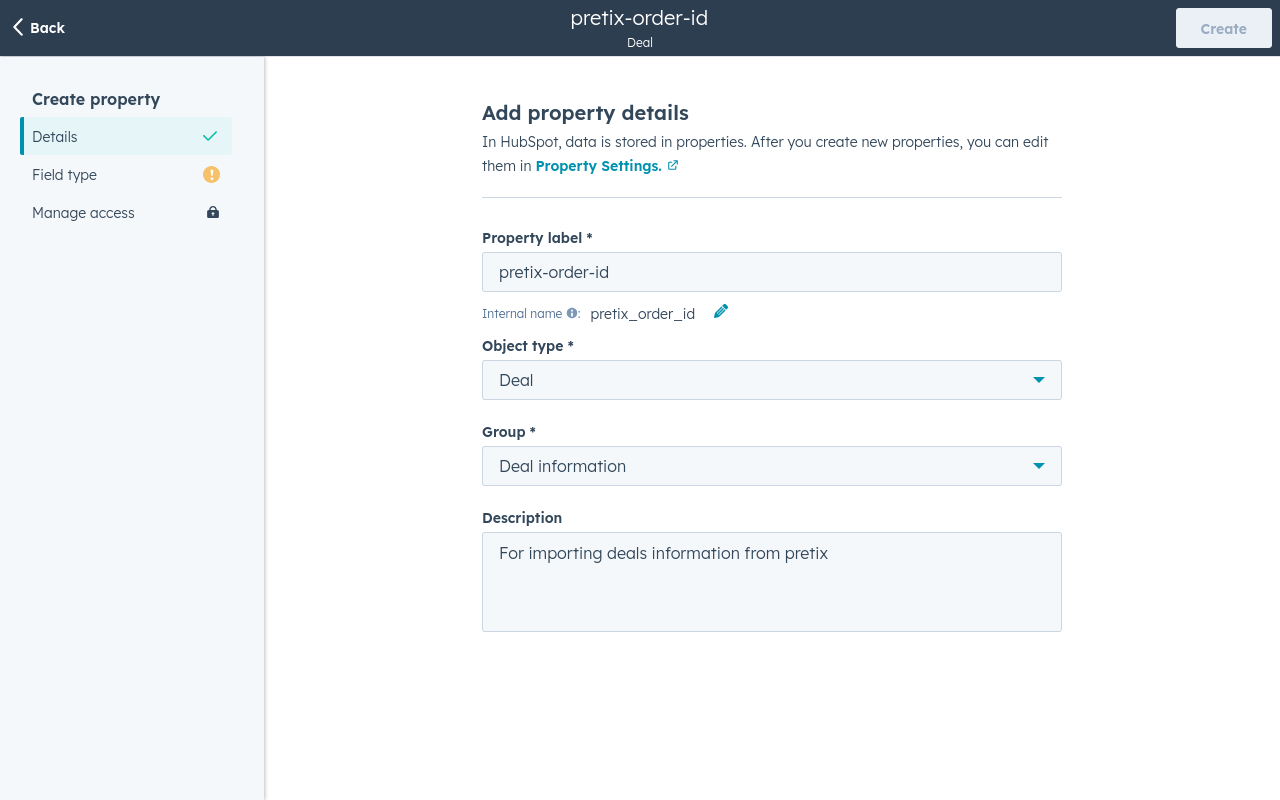 Back
pretix-order-id
Deal
Create
Create property
Details
Field type
Manage access
Add property details
In HubSpot, data is stored in properties. After you create new properties, you can edit
them in Property Settings.
Property label *
pretix-order-id
Internal name : pretix_order_id
Object type *
Deal
Group *
Deal information
Description
For importing deals information from pretix